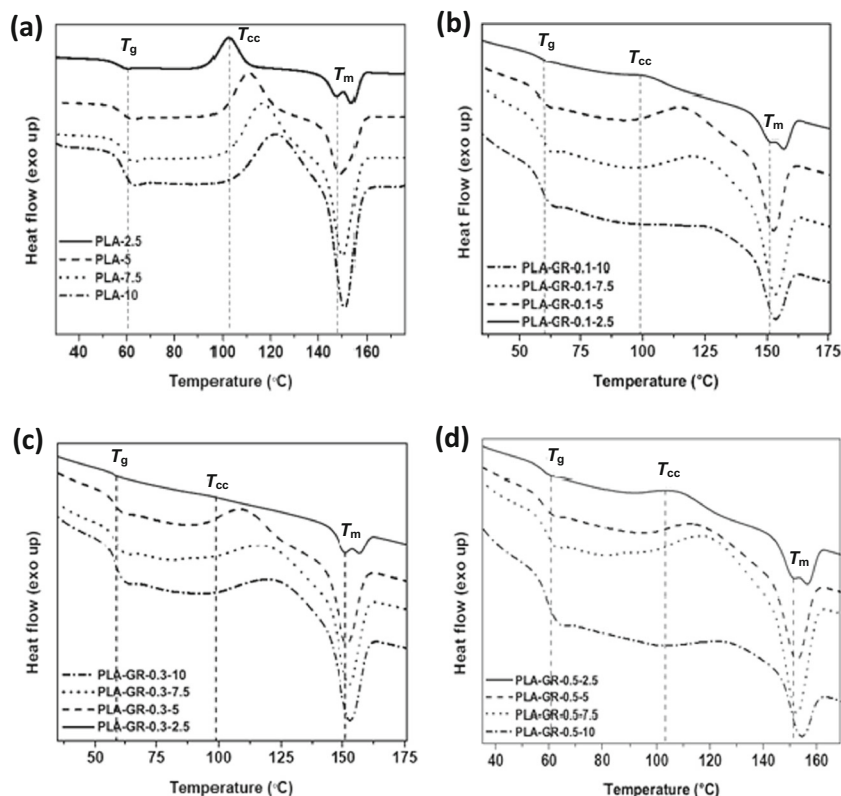 (a)
Tg
Tcc
Tm
Heat flow (exo up)
PLA-2.5
PLA-5
PLA-7.5
PLA-10
40 60 80 100 120 140 160
Temperature (°C)
(b)
Tg
Tcc
Tm
Heat Flow (exo up)
PLA-GR-0.1-10
PLA-GR-0.1-7.5
PLA-GR-0.1-5
PLA-GR-0.1-2.5
50 75 100 125 150 175
Temperature (°C)
(c)
Tg
Tcc
Tm
Heat flow (exo up)
PLA-GR-0.3-10
PLA-GR-0.3-7.5
PLA-GR-0.3-5
PLA-GR-0.3-2.5
50 75 100 125 150 175
Temperature (°C)
(d)
Tg
Tcc
Tm
Heat flow (exo up)
PLA-GR-0.5-2.5
PLA-GR-0.5-5
PLA-GR-0.5-7.5
PLA-GR-0.5-10
40 60 80 100 120 140 160
Temperature (°C)